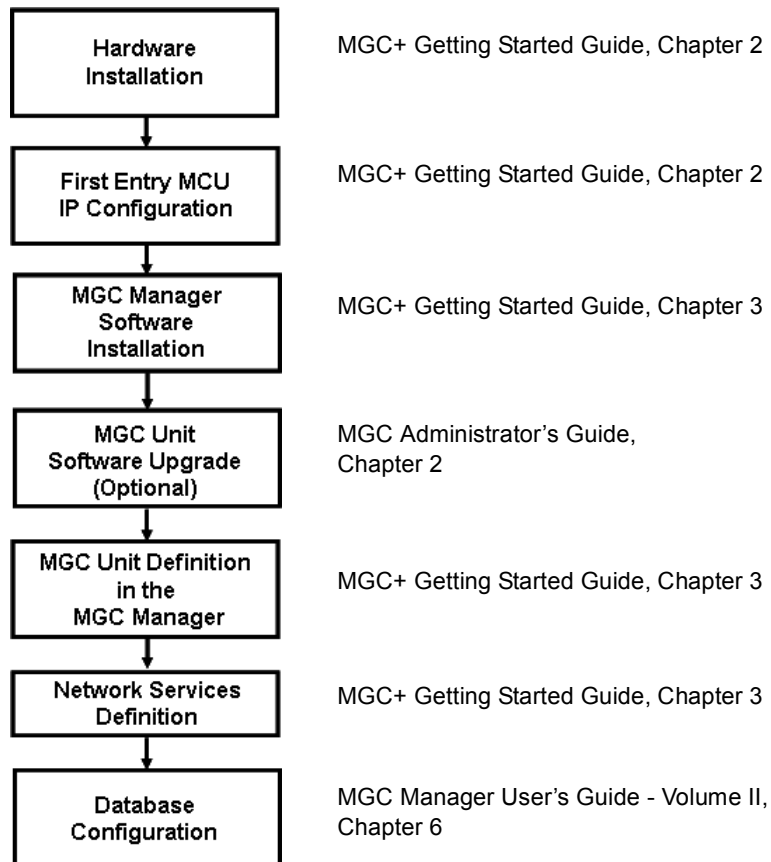 Hardware
Installation
MGC+ Getting Started Guide, Chapter 2
First Entry MCU
IP Configuration
MGC+ Getting Started Guide, Chapter 2
MGC Manager
Software
Installation
MGC+ Getting Started Guide, Chapter 3
MGC Unit
Software Upgrade
(Optional)
MGC Administrator’s Guide,
Chapter 2
MGC Unit Definition
in the
MGC Manager
MGC+ Getting Started Guide, Chapter 3
Network Services
Definition
MGC+ Getting Started Guide, Chapter 3
Database
Configuration
MGC Manager User’s Guide - Volume II,
Chapter 6